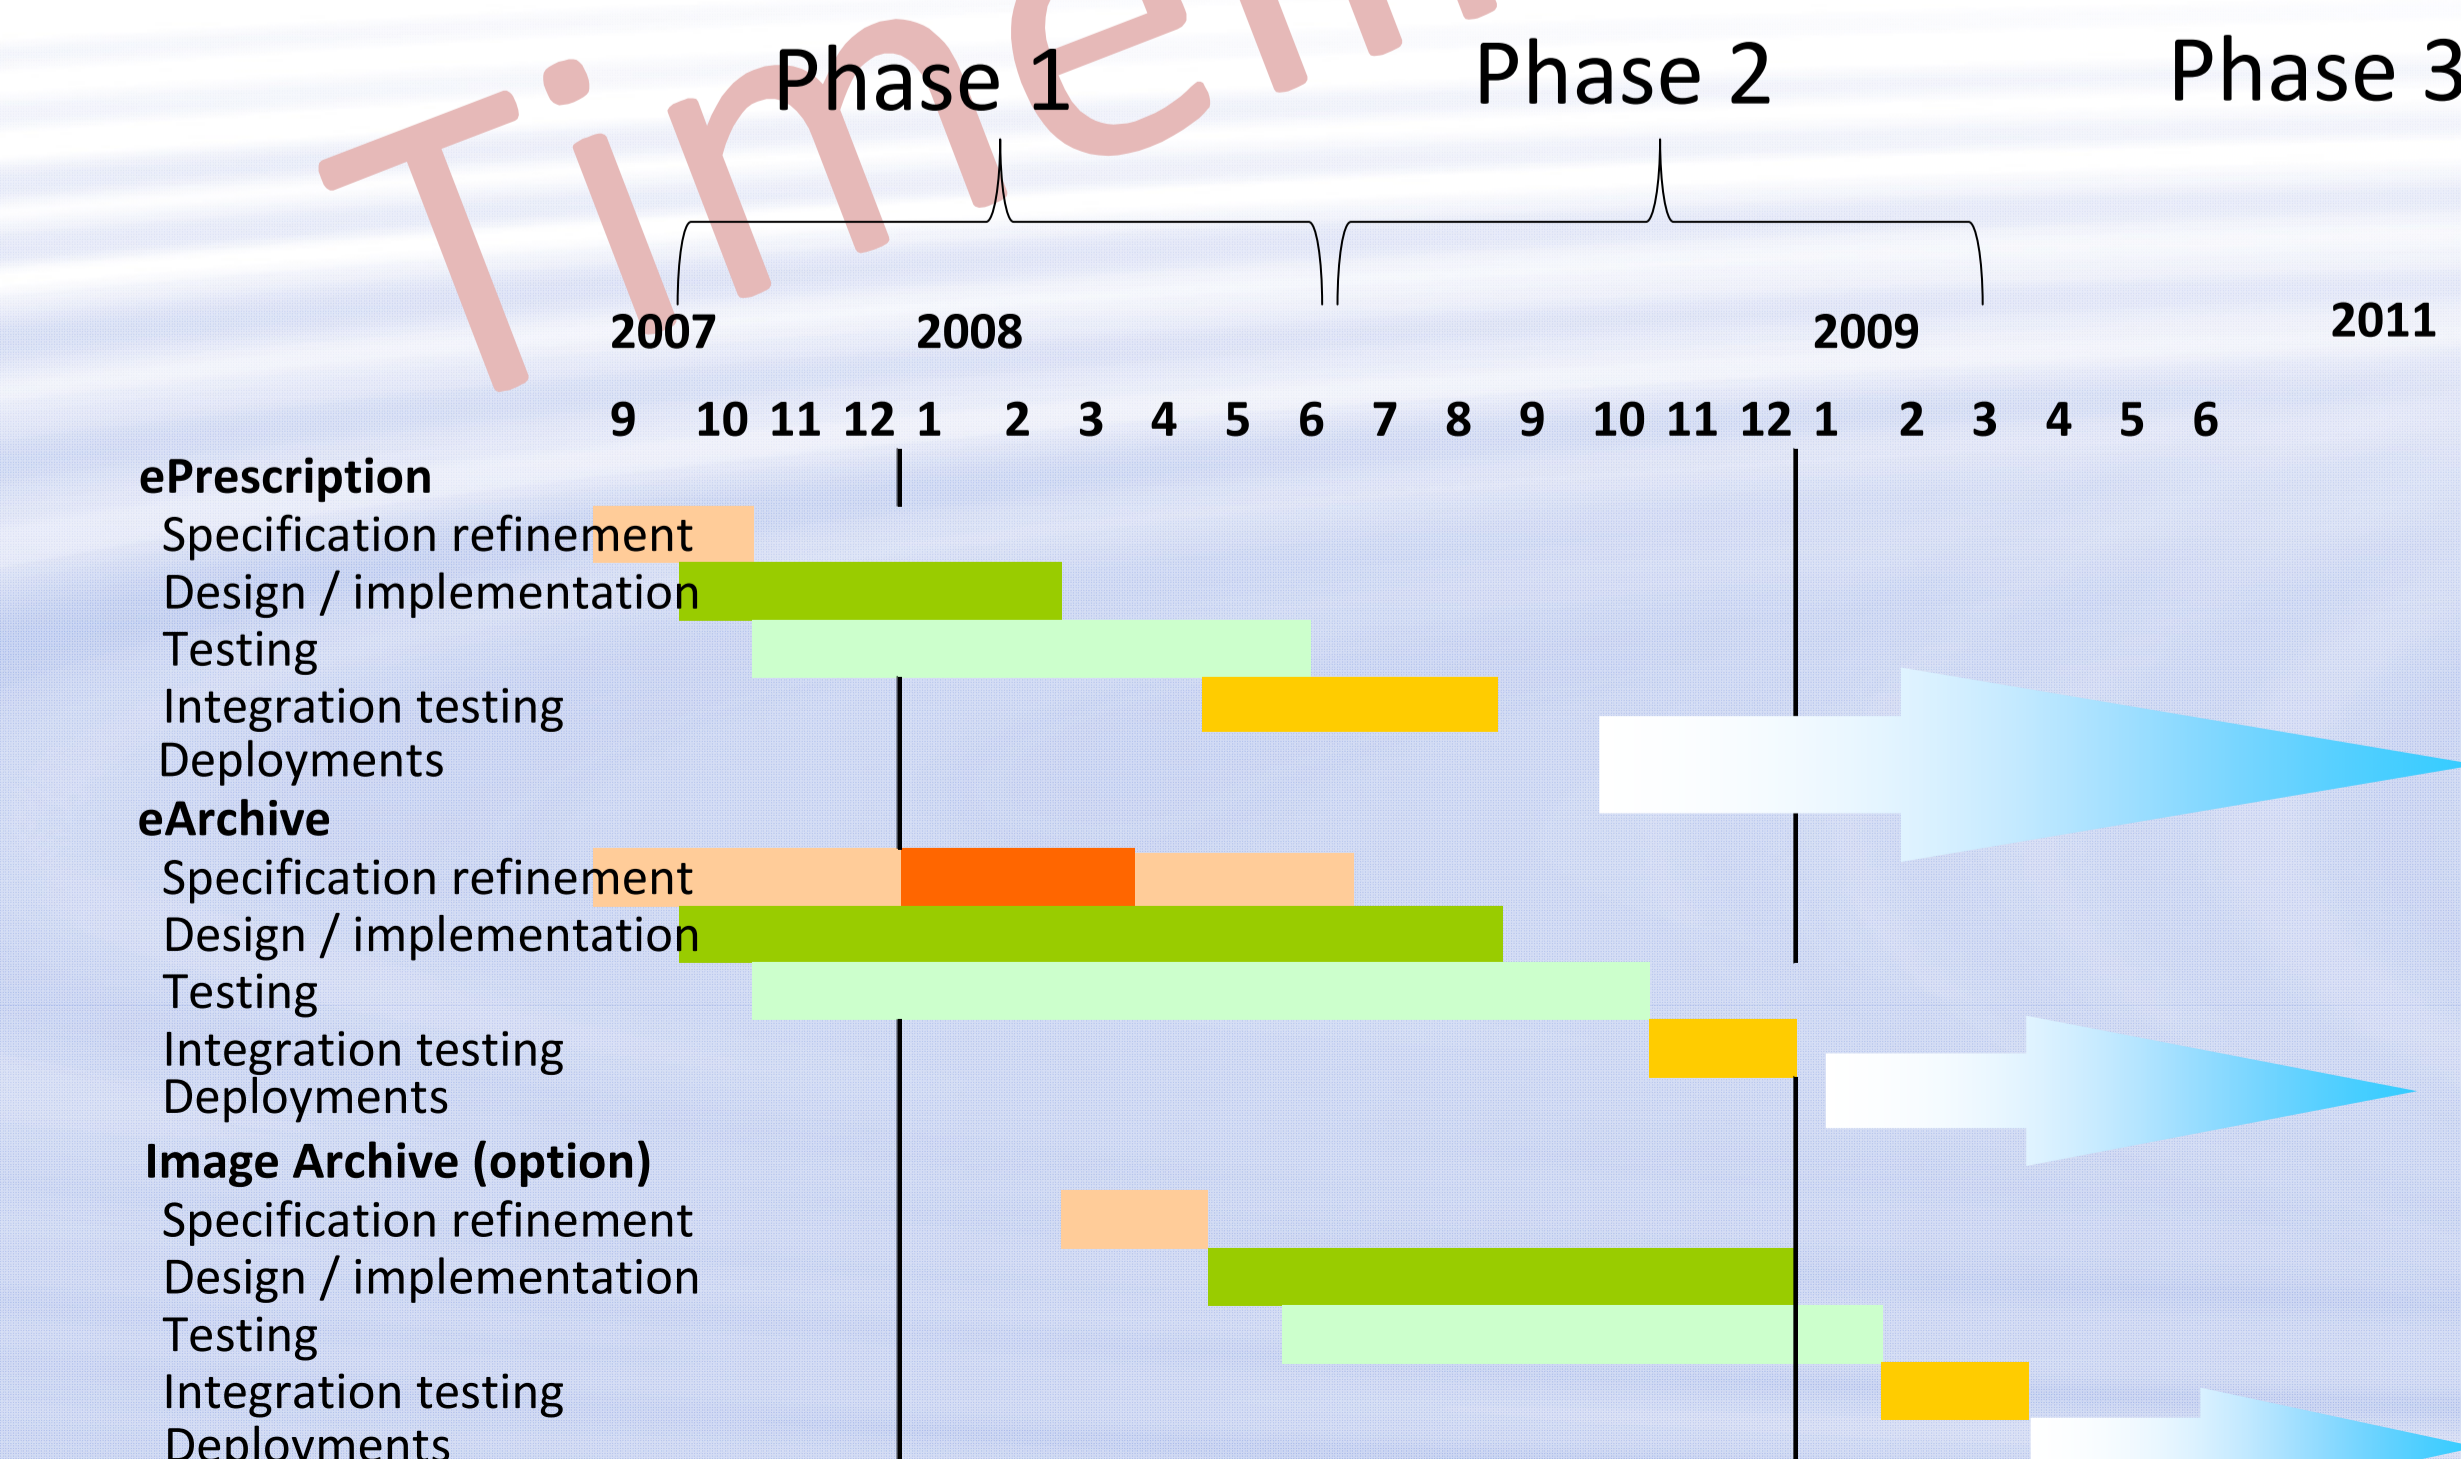 Phase 1 Phase 2 Phase 3
2007 2008 2009 2011
9 10 11 12 1 2 3 4 5 6 7 8 9 10 11 12 1 2 3 4 5 6
ePrescription
Specification refinement
Design / implementation
Testing
Integration testing
Deployments
eArchive
Specification refinement
Design / implementation
Testing
Integration testing
Deployments
Image Archive (option)
Specification refinement
Design / implementation
Testing
Integration testing
Deployments